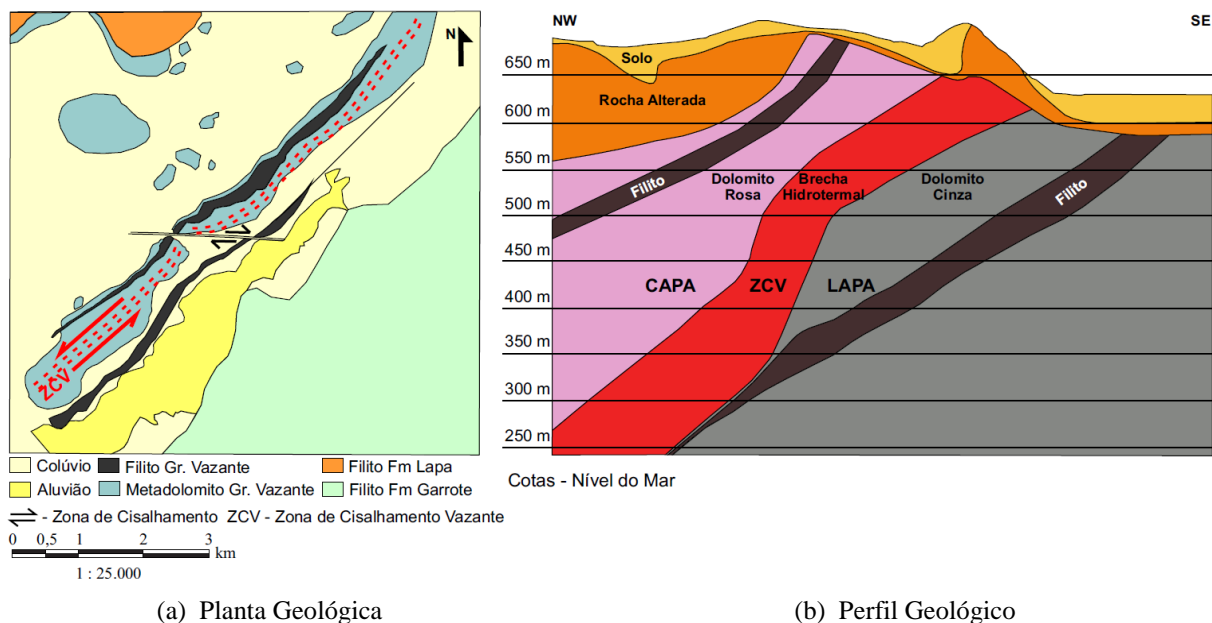 N
ZCV
Colúvio
Filito Gr. Vazante
Filito Fm Lapa
Aluvião
Metadolomito Gr. Vazante
Filito Fm Garrote
- Zona de Cisalhamento ZCV - Zona de Cisalhamento Vazante
0 0,5 1 2 3
km
1 : 25.000
(a) Planta Geológica
NW
SE
650 m
600 m
550 m
500 m
450 m
400 m
350 m
300 m
250 m
Solo
Rocha Alterada
Filito
Dolomito
Rosa
Brecha
Hidrotermal
Dolomito
Cinza
Filito
CAPA
ZCV
LAPA
Cotas - Nível do Mar
(b) Perfil Geológico